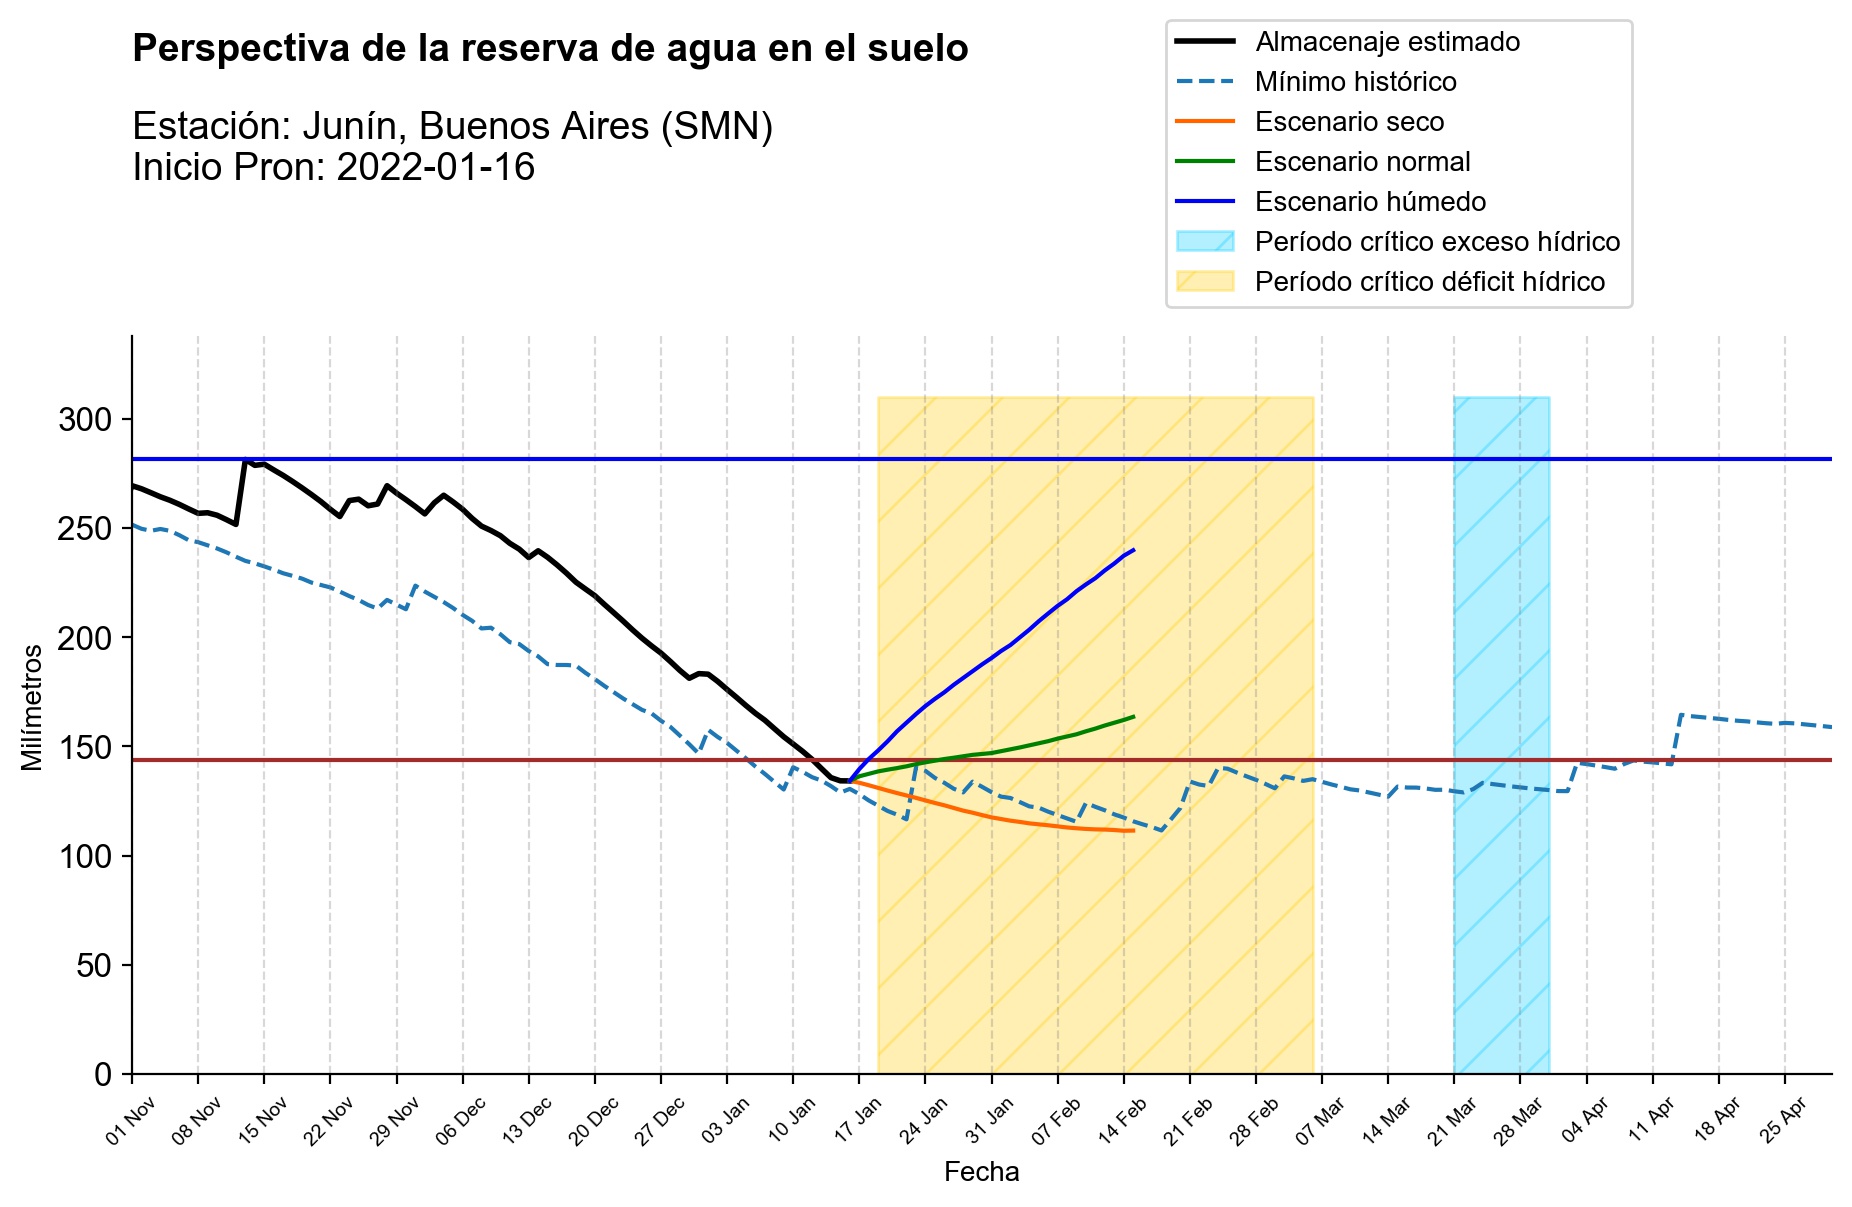 Perspectiva de la reserva de agua en el suelo
Estación: Junín, Buenos Aires (SMN)
Inicio Pron: 2022-01-16
Almacenaje estimado
Mínimo histórico
Escenario seco
Escenario normal
Escenario húmedo
Período crítico exceso hídrico
Período crítico déficit hídrico
Milímetros
300
250
200
150
100
50
0
01 Nov
08 Nov
15 Nov
22 Nov
29 Nov
06 Dec
13 Dec
20 Dec
27 Dec
03 Jan
10 Jan
17 Jan
24 Jan
31 Jan
07 Feb
14 Feb
21 Feb
28 Feb
07 Mar
14 Mar
21 Mar
28 Mar
04 Apr
11 Apr
18 Apr
25 Apr
Fecha